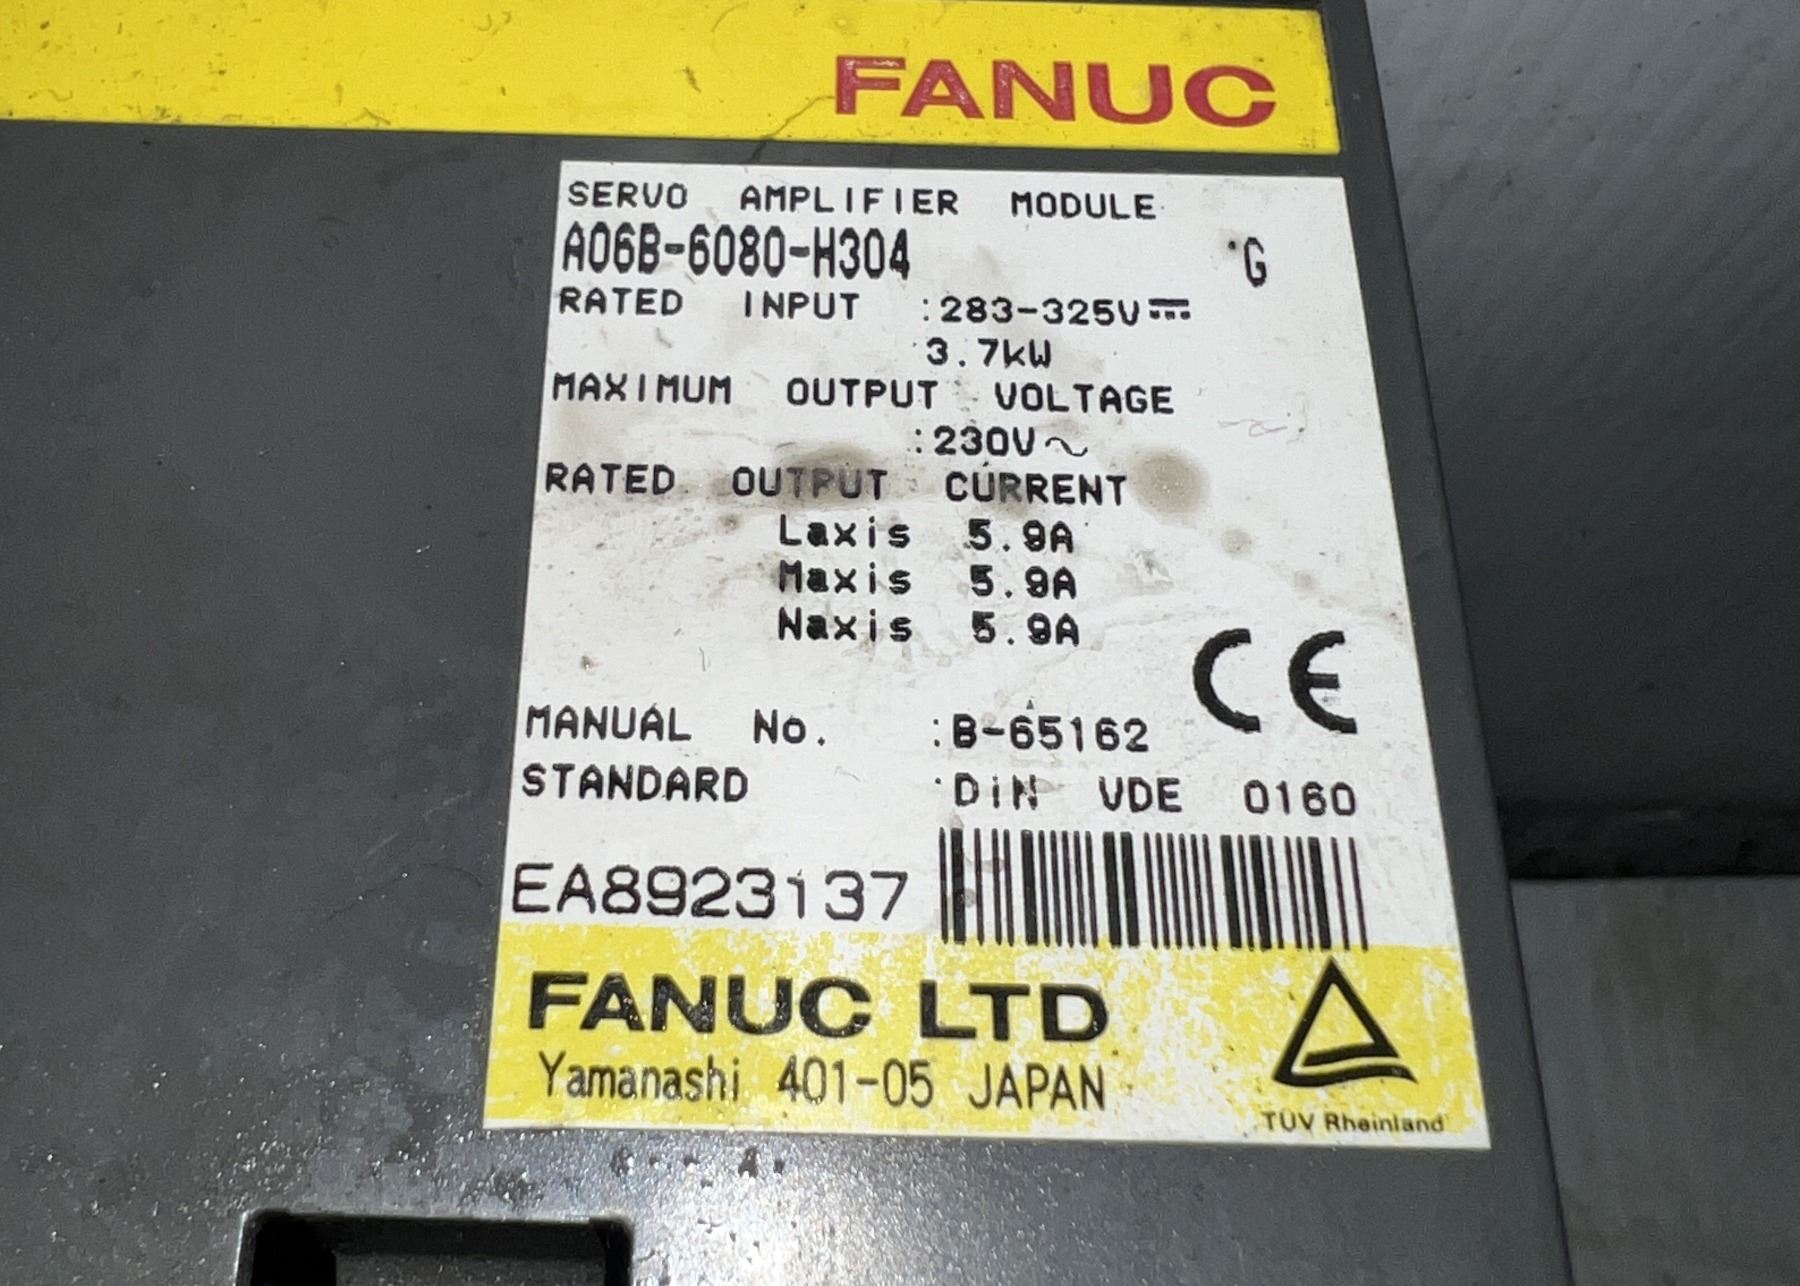 FANUC
SERVO AMPLIFIER MODULE
A06B-6080-H304 G
RATED INPUT :283-325V⎓
3.7kW
MAXIMUM OUTPUT VOLTAGE
:230V~
RATED OUTPUT CURRENT
Laxis 5.9A
Maxis 5.9A
Naxis 5.9A
CE
MANUAL No. :B-65162
STANDARD :DiN VDE 0160
EA8923137
FANUC LTD
Yamanashi 401-05 JAPAN
TÜV Rheinland